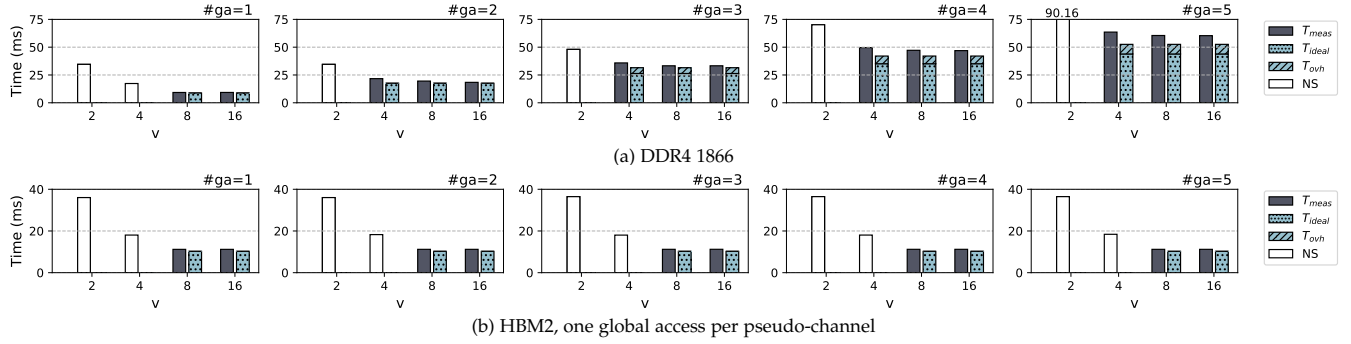 #ga=1 #ga=2 #ga=3 #ga=4 90.16 #ga=5
Time (ms)
75 75 75 75 75
50 50 50 50 50
25 25 25 25 25
0 0 0 0 0
2 4 8 16 2 4 8 16 2 4 8 16 2 4 8 16 2 4 8 16
v v v v v
T_meas
T_ideal
T_ovh
NS
(a) DDR4 1866
#ga=1 #ga=2 #ga=3 #ga=4 #ga=5
Time (ms)
40 40 40 40 40
20 20 20 20 20
0 0 0 0 0
2 4 8 16 2 4 8 16 2 4 8 16 2 4 8 16 2 4 8 16
v v v v v
T_meas
T_ideal
T_ovh
NS
(b) HBM2, one global access per pseudo-channel